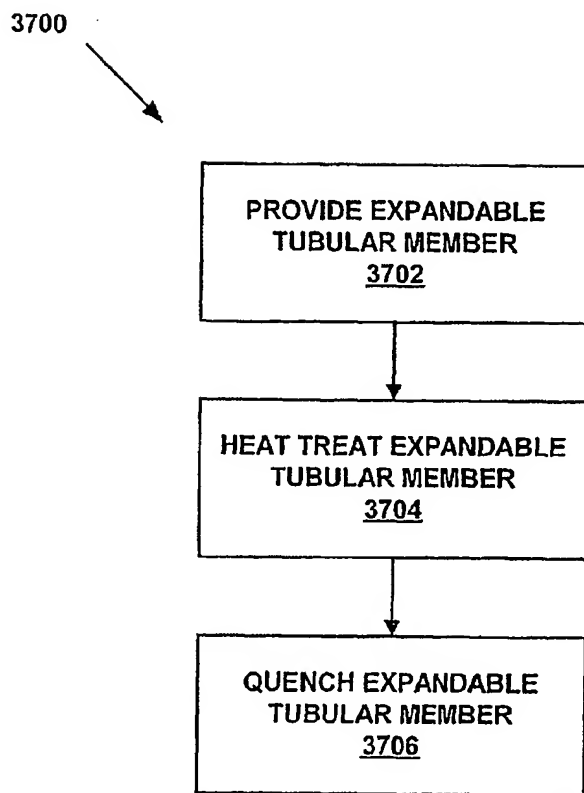 3700
PROVIDE EXPANDABLE
TUBULAR MEMBER
3702
HEAT TREAT EXPANDABLE
TUBULAR MEMBER
3704
QUENCH EXPANDABLE
TUBULAR MEMBER
3706